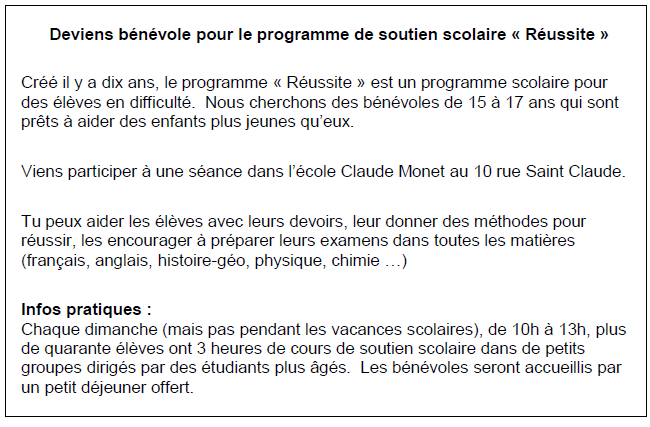 Deviens bénévole pour le programme de soutien scolaire « Réussite »
Créé il y a dix ans, le programme « Réussite » est un programme scolaire pour
des élèves en difficulté.  Nous cherchons des bénévoles de 15 à 17 ans qui sont
prêts à aider des enfants plus jeunes qu’eux.
Viens participer à une séance dans l’école Claude Monet au 10 rue Saint Claude.
Tu peux aider les élèves avec leurs devoirs, leur donner des méthodes pour
réussir, les encourager à préparer leurs examens dans toutes les matières
(français, anglais, histoire-géo, physique, chimie …)
Infos pratiques :
Chaque dimanche (mais pas pendant les vacances scolaires), de 10h à 13h, plus
de quarante élèves ont 3 heures de cours de soutien scolaire dans de petits
groupes dirigés par des étudiants plus âgés.  Les bénévoles seront accueillis par
un petit déjeuner offert.